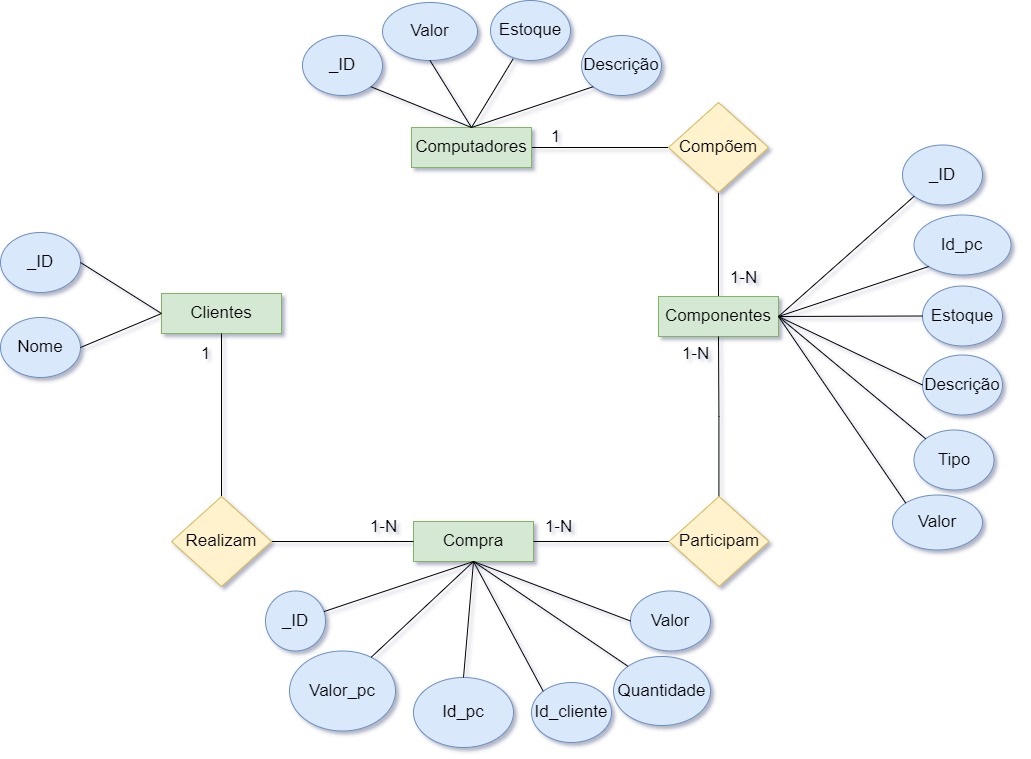 Valor
Estoque
_ID
Descrição
Computadores
1
Compõem
_ID
Id_pc
_ID
1-N
Clientes
Componentes
Estoque
Nome
1
1-N
Descrição
Tipo
Valor
1-N
1-N
Realizam
Compra
Participam
_ID
Valor
Valor_pc
Quantidade
Id_pc
Id_cliente